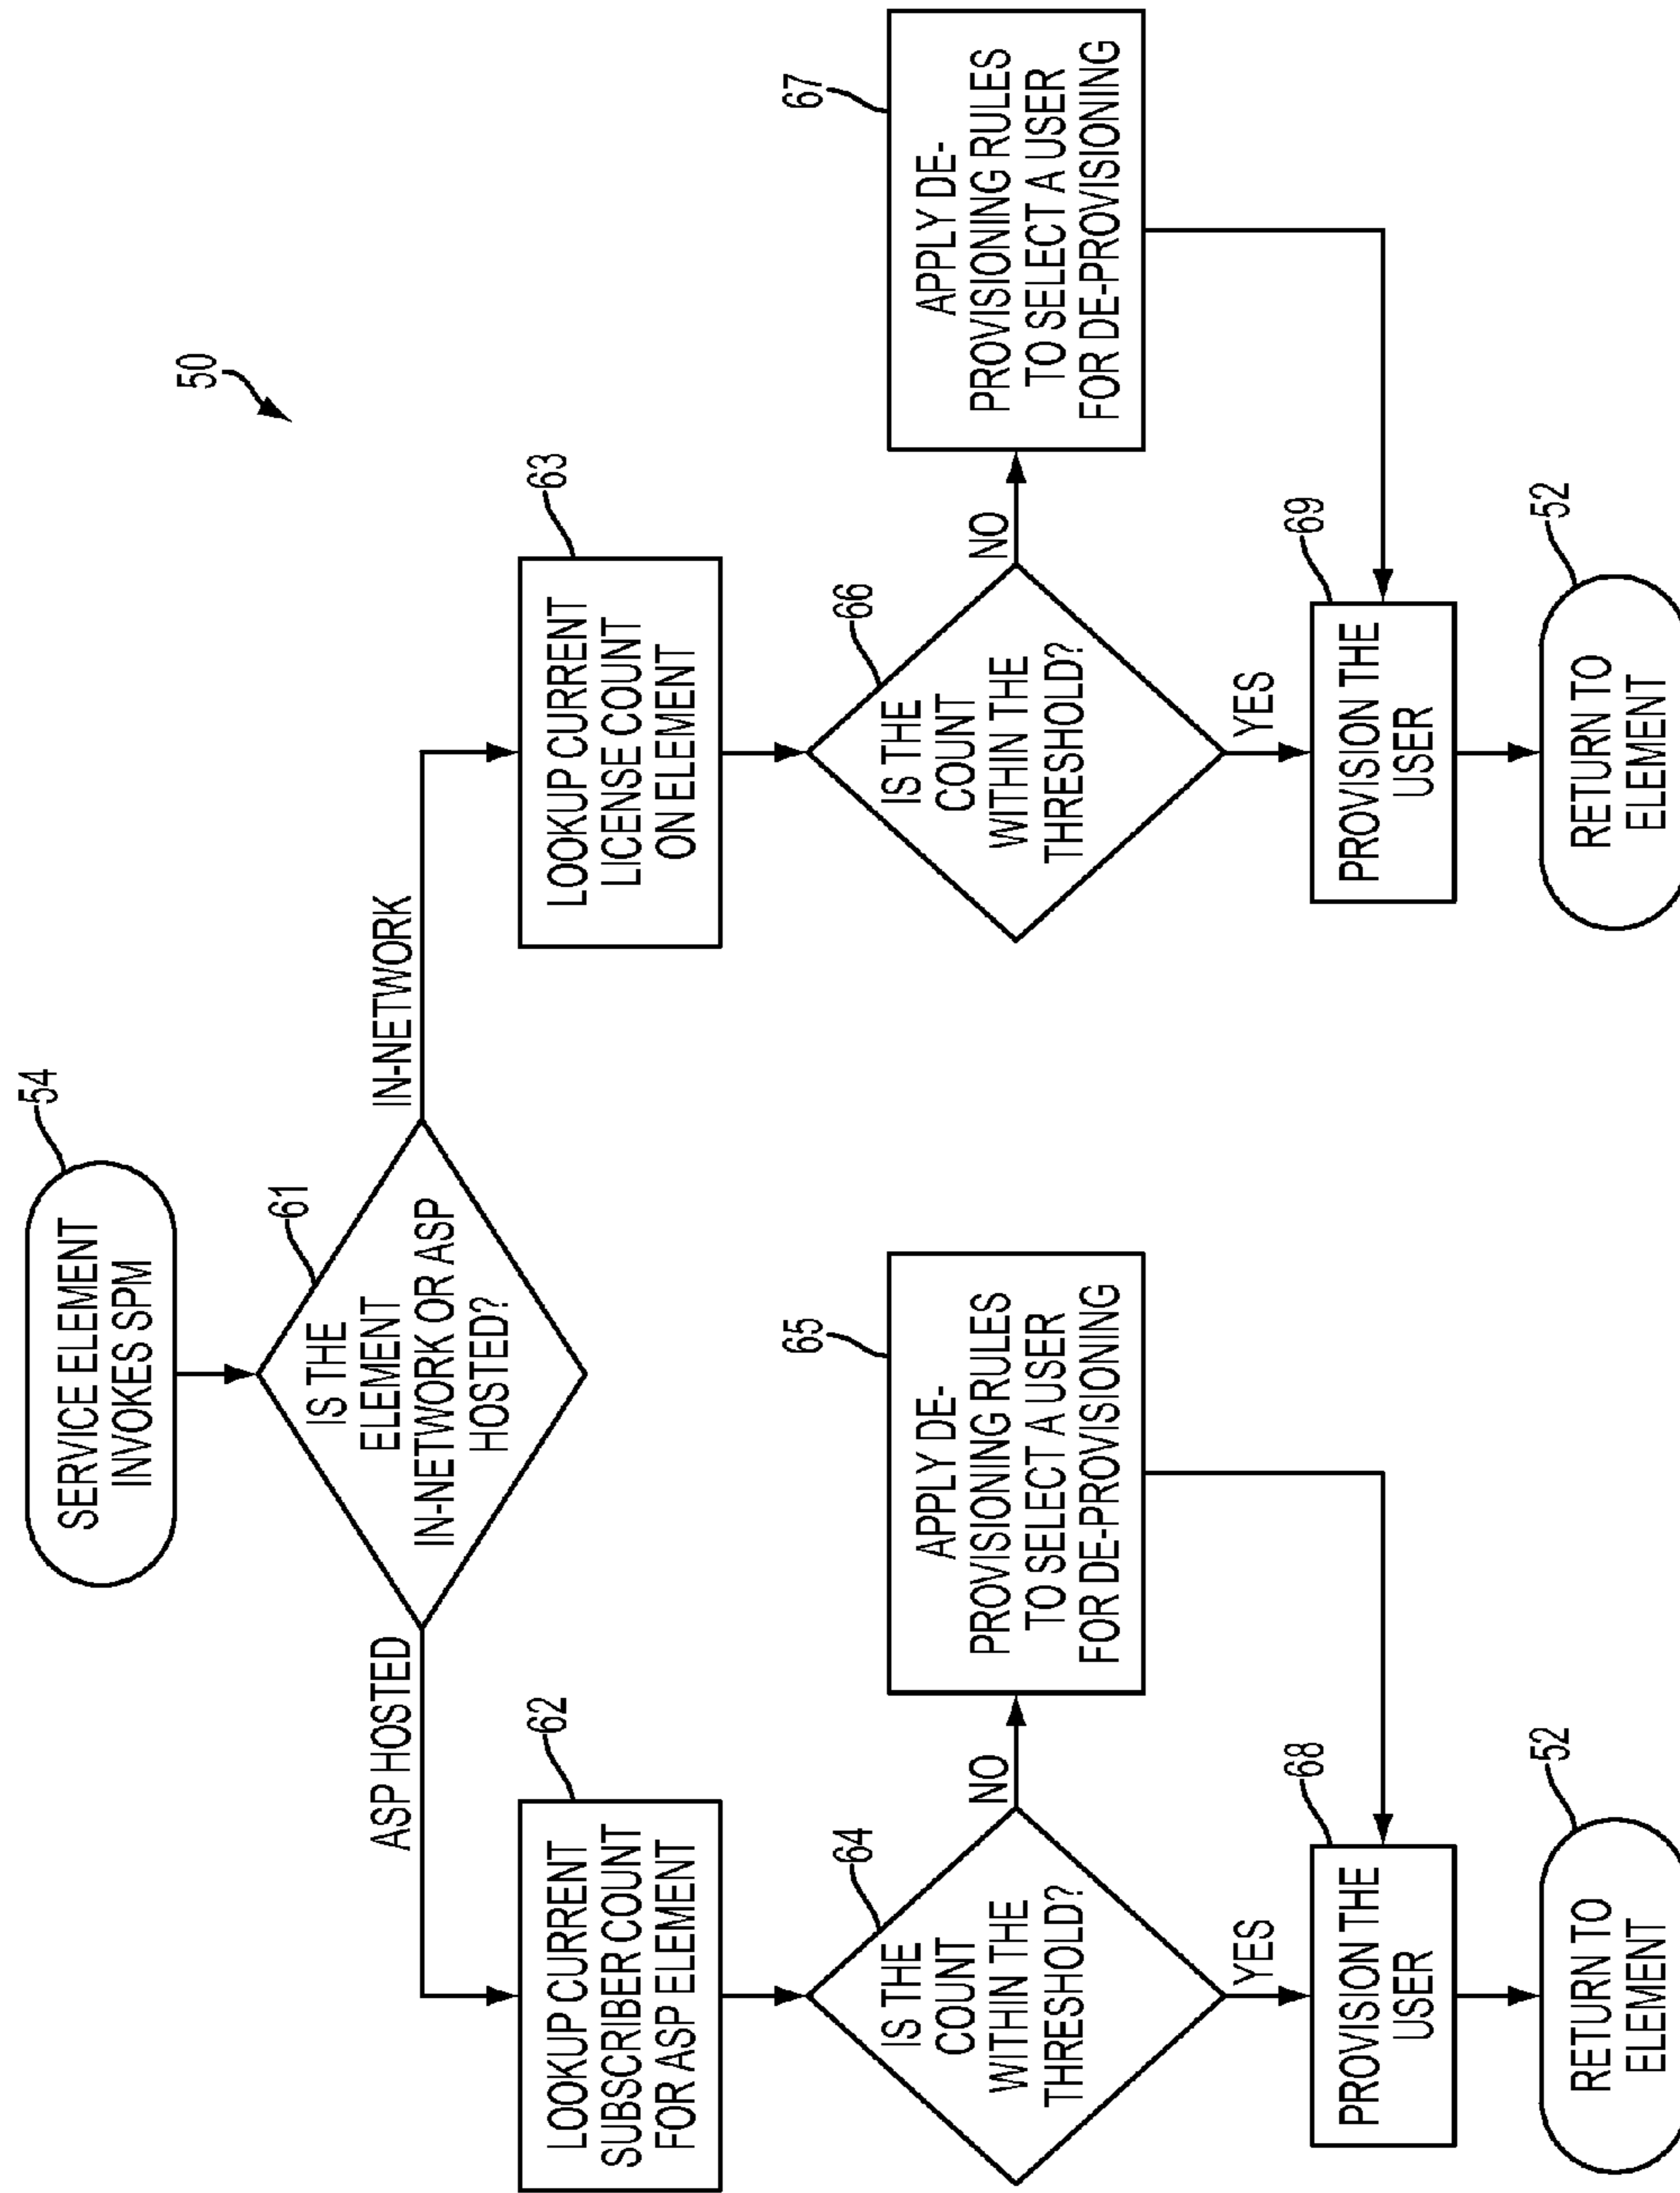 50
54
SERVICE ELEMENT
INVOKES SPM
61
IS THE
ELEMENT
IN-NETWORK OR ASP
HOSTED?
ASP HOSTED
IN-NETWORK
62
LOOKUP CURRENT
SUBSCRIBER COUNT
FOR ASP ELEMENT
63
LOOKUP CURRENT
LICENSE COUNT
ON ELEMENT
64
IS THE
COUNT
WITHIN THE
THRESHOLD?
NO
YES
65
APPLY DE-
PROVISIONING RULES
TO SELECT A USER
FOR DE-PROVISIONING
66
IS THE
COUNT
WITHIN THE
THRESHOLD?
NO
YES
67
APPLY DE-
PROVISIONING RULES
TO SELECT A USER
FOR DE-PROVISIONING
68
PROVISION THE
USER
69
PROVISION THE
USER
52
RETURN TO
ELEMENT
52
RETURN TO
ELEMENT